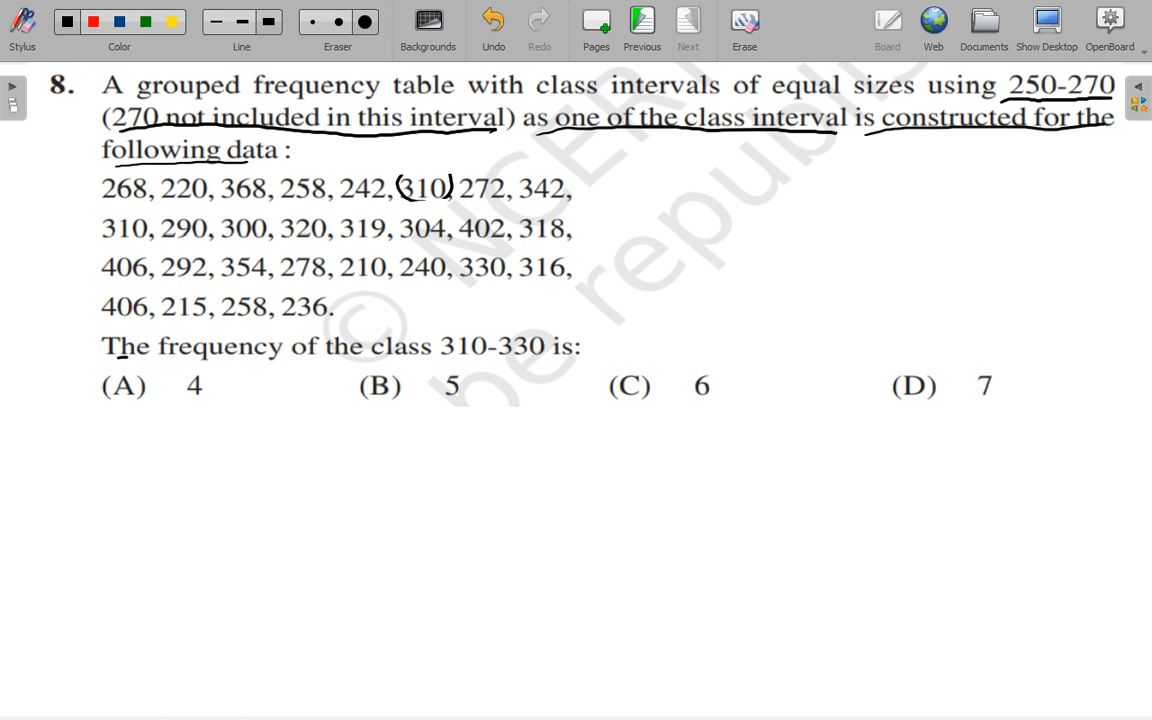 Stylus Color Line Eraser Backgrounds Undo Redo Pages Previous Next Erase Board Web Documents Show Desktop OpenBoard
8. A grouped frequency table with class intervals of equal sizes using 250-270
(270 not included in this interval) as one of the class interval is constructed for the
following data :
268, 220, 368, 258, 242, 310, 272, 342,
310, 290, 300, 320, 319, 304, 402, 318,
406, 292, 354, 278, 210, 240, 330, 316,
406, 215, 258, 236.
The frequency of the class 310-330 is:
(A) 4 (B) 5 (C) 6 (D) 7
© NCERT
be republis